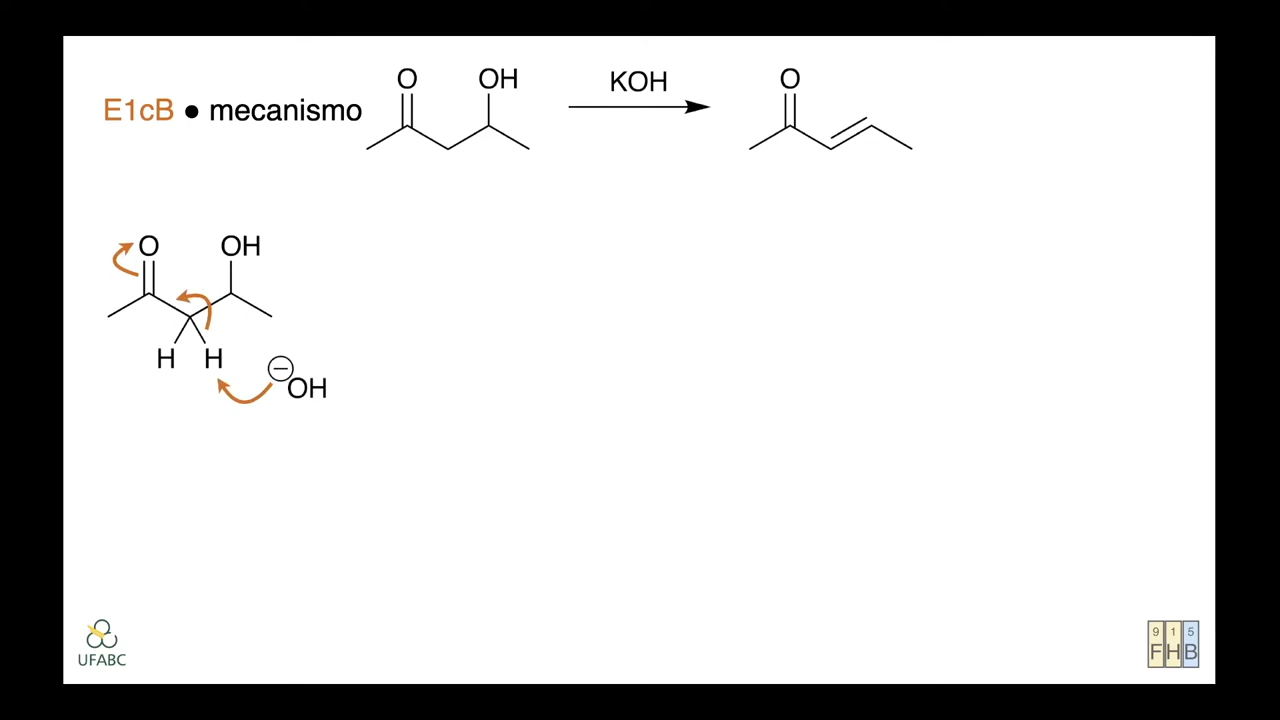 E1cB • mecanismo
O OH KOH O
O OH
H H
⊖
OH
UFABC
9 1 5
F H B